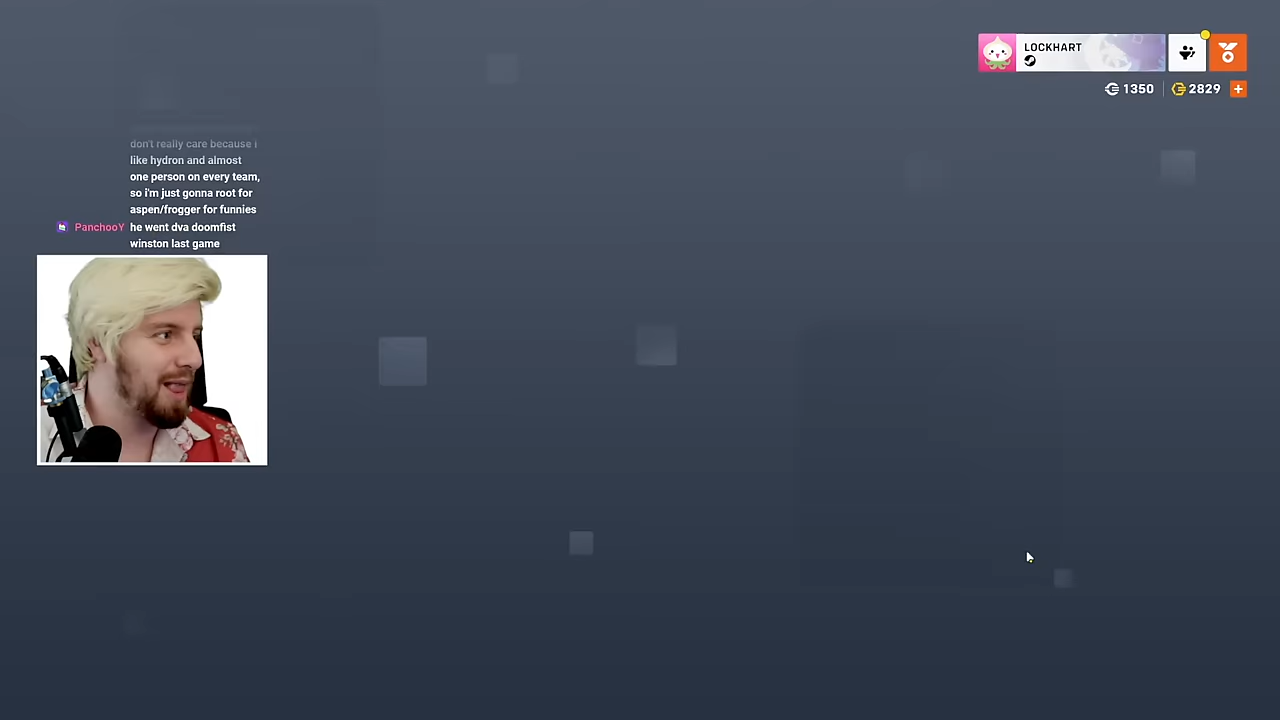 LOCKHART
1350
2829
don't really care because i
like hydron and almost
one person on every team,
so i'm just gonna root for
aspen/frogger for funnies
PanchooY he went dva doomfist
winston last game